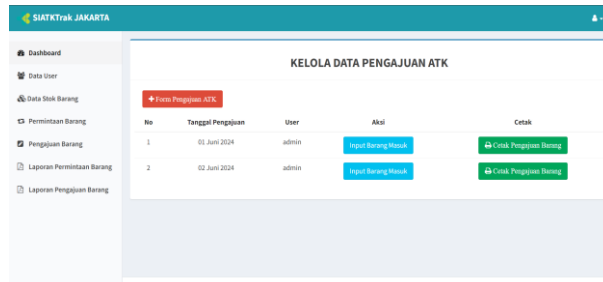 SIATKTrak JAKARTA
Dashboard
Data User
Data Stok Barang
Permintaan Barang
Pengajuan Barang
Laporan Permintaan Barang
Laporan Pengajuan Barang
KELOLA DATA PENGAJUAN ATK
+ Form Pengajuan ATK
No Tanggal Pengajuan User Aksi Cetak
1 01 Juni 2024 admin Input Barang Masuk Cetak Pengajuan Barang
2 02 Juni 2024 admin Input Barang Masuk Cetak Pengajuan Barang